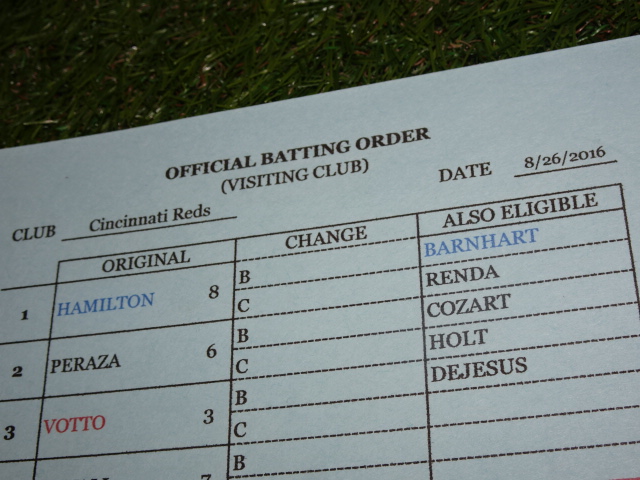 OFFICIAL BATTING ORDER
(VISITING CLUB)
CLUB Cincinnati Reds DATE 8/26/2016
ORIGINAL CHANGE ALSO ELIGIBLE
1 HAMILTON 8 B BARNHART
C RENDA
2 PERAZA 6 B COZART
C HOLT
3 VOTTO 3 B DEJESUS
C
B